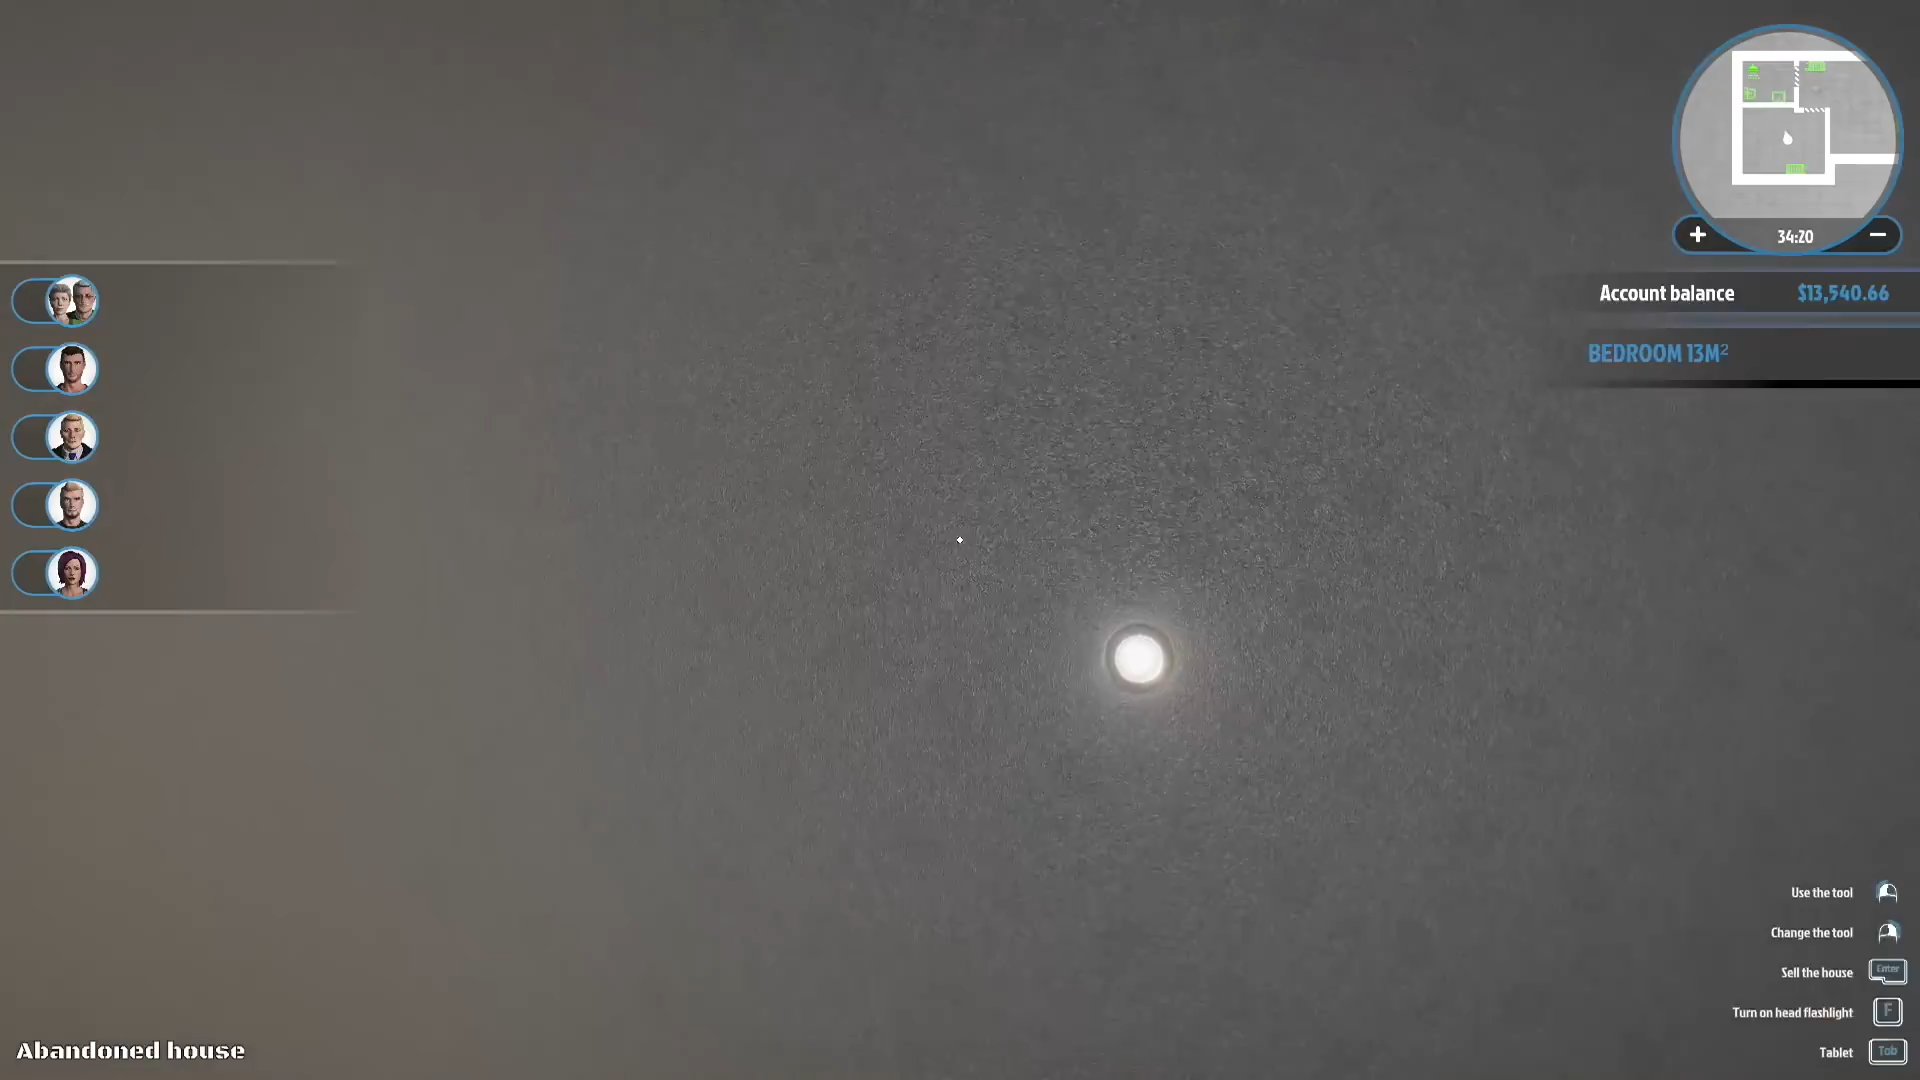 34:20
Account balance $13,540.66
BEDROOM 13M²
Use the tool
Change the tool
Sell the house Enter
Turn on head flashlight F
Tablet Tab
Abandoned house